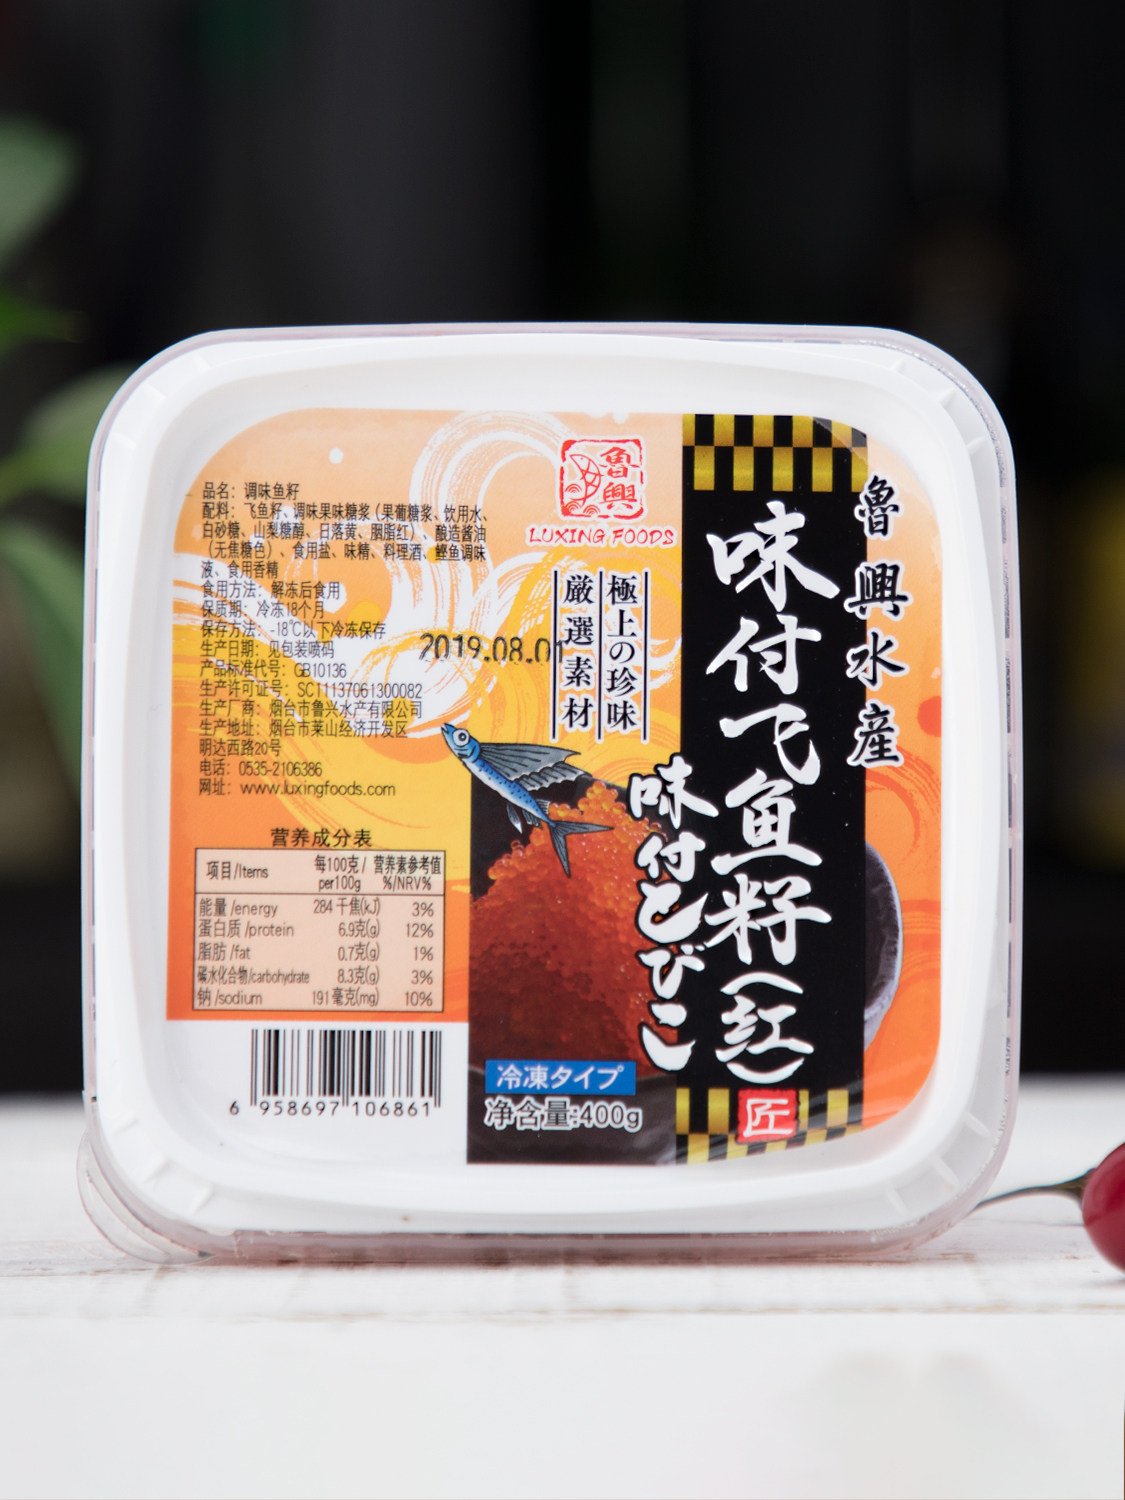 品名：调味鱼籽
配料：飞鱼籽、调味果味糖浆（果葡糖浆、饮用水、
白砂糖、山梨糖醇、日落黄、胭脂红）、酿造酱油
（无焦糖色）、食用盐、味精、料理酒、鲣鱼调味
液、食用香精
食用方法：解冻后食用
保质期：冷冻18个月
保存方法：-18℃以下冷冻保存
生产日期：见包装喷码
产品标准代号：GB10136
生产许可证号：SC11137061300082
生产厂商：烟台市鲁兴水产有限公司
生产地址：烟台市莱山经济开发区
明达西路20号
电话：0535-2106386
网址：www.luxingfoods.com
2019.08.01
营养成分表
项目/Items 每100克/per100g 营养素参考值%/NRV%
能量/energy 284千焦(kJ) 3%
蛋白质/protein 6.9克(g) 12%
脂肪/fat 0.7克(g) 1%
碳水化合物/carbohydrate 8.3克(g) 3%
钠/sodium 191毫克(mg) 10%
6 958697 106861
魯興
LUXING FOODS
極上の珍味
厳選素材
魯興水産
味付飞鱼籽(红)
味付とびこ
匠
冷凍タイプ
净含量:400g